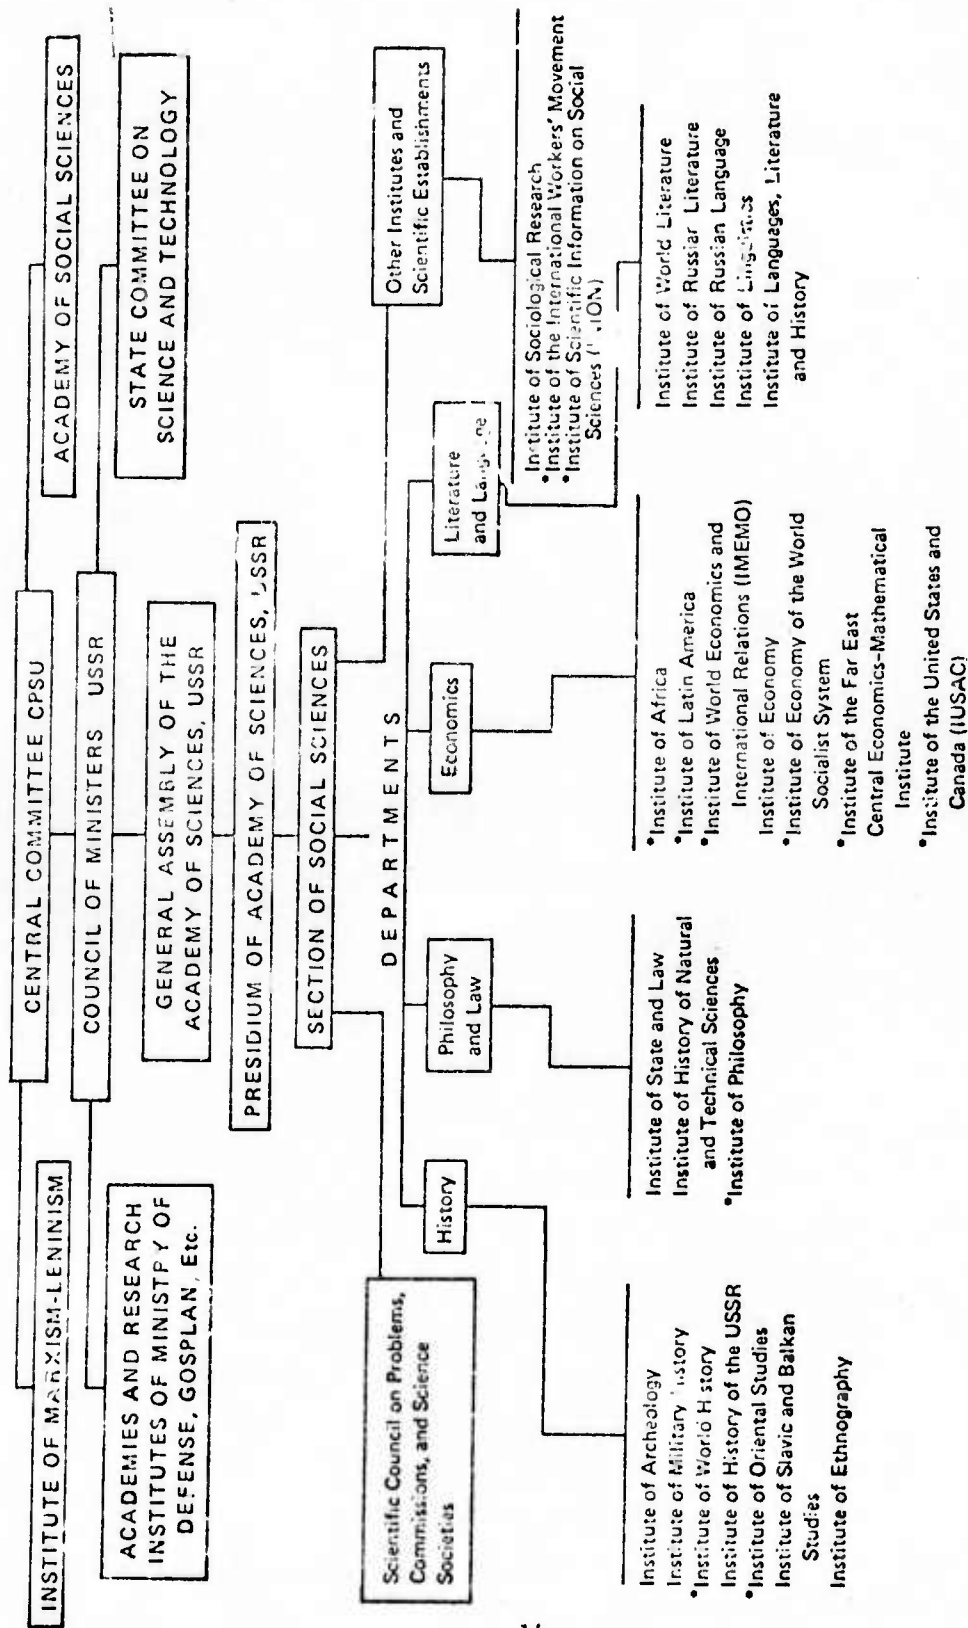 CENTRAL COMMITTEE CPSU
INSTITUTE OF MARXISM-LENINISM
ACADEMY OF SOCIAL SCIENCES
COUNCIL OF MINISTERS USSR
ACADEMIES AND RESEARCH
INSTITUTES OF MINISTRY OF
DEFENSE, GOSPLAN, Etc.
STATE COMMITTEE ON
SCIENCE AND TECHNOLOGY
GENERAL ASSEMBLY OF THE
ACADEMY OF SCIENCES, USSR
PRESIDIUM OF ACADEMY OF SCIENCES, USSR
SECTION OF SOCIAL SCIENCES
Scientific Council on Problems,
Commissions, and Science
Societies
DEPARTMENTS
Other Institutes and
Scientific Establishments
History
Philosophy
and Law
Economics
Literature
and Language
Institute of Sociological Research
*Institute of the International Workers' Movement
*Institute of Scientific Information on Social
Sciences
Institute of Archeology
Institute of Military History
*Institute of World History
Institute of History of the USSR
*Institute of Oriental Studies
Institute of Slavic and Balkan
Studies
Institute of Ethnography
Institute of State and Law
Institute of History of Natural
and Technical Sciences
*Institute of Philosophy
*Institute of Africa
*Institute of Latin America
*Institute of World Economics and
International Relations (IMEMO)
Institute of Economy
*Institute of Economy of the World
Socialist System
*Institute of the Far East
Central Economics-Mathematical
Institute
*Institute of the United States and
Canada (IUSAC)
Institute of World Literature
Institute of Russian Literature
Institute of Russian Language
Institute of Linguistics
Institute of Languages, Literature
and History